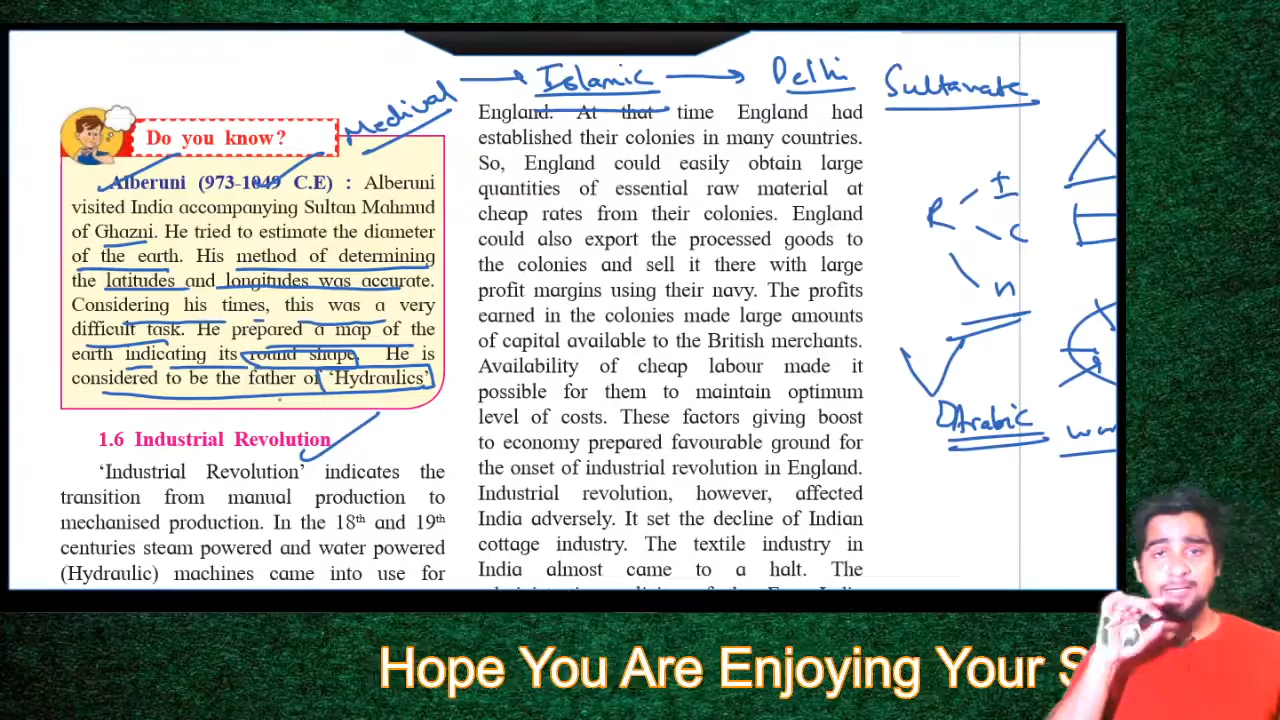 Medival → Islamic → Delhi Sultanate
Do you know?
Alberuni (973-1049 C.E) : Alberuni
visited India accompanying Sultan Mahmud
of Ghazni. He tried to estimate the diameter
of the earth. His method of determining
the latitudes and longitudes was accurate.
Considering his times, this was a very
difficult task. He prepared a map of the
earth indicating its round shape. He is
considered to be the father of 'Hydraulics'
1.6 Industrial Revolution
'Industrial Revolution' indicates the
transition from manual production to
mechanised production. In the 18th and 19th
centuries steam powered and water powered
(Hydraulic) machines came into use for
England. At that time England had
established their colonies in many countries.
So, England could easily obtain large
quantities of essential raw material at
cheap rates from their colonies. England
could also export the processed goods to
the colonies and sell it there with large
profit margins using their navy. The profits
earned in the colonies made large amounts
of capital available to the British merchants.
Availability of cheap labour made it
possible for them to maintain optimum
level of costs. These factors giving boost
to economy prepared favourable ground for
the onset of industrial revolution in England.
Industrial revolution, however, affected
India adversely. It set the decline of Indian
cottage industry. The textile industry in
India almost came to a halt. The
R
C
n
Arabic
Hope You Are Enjoying Your S